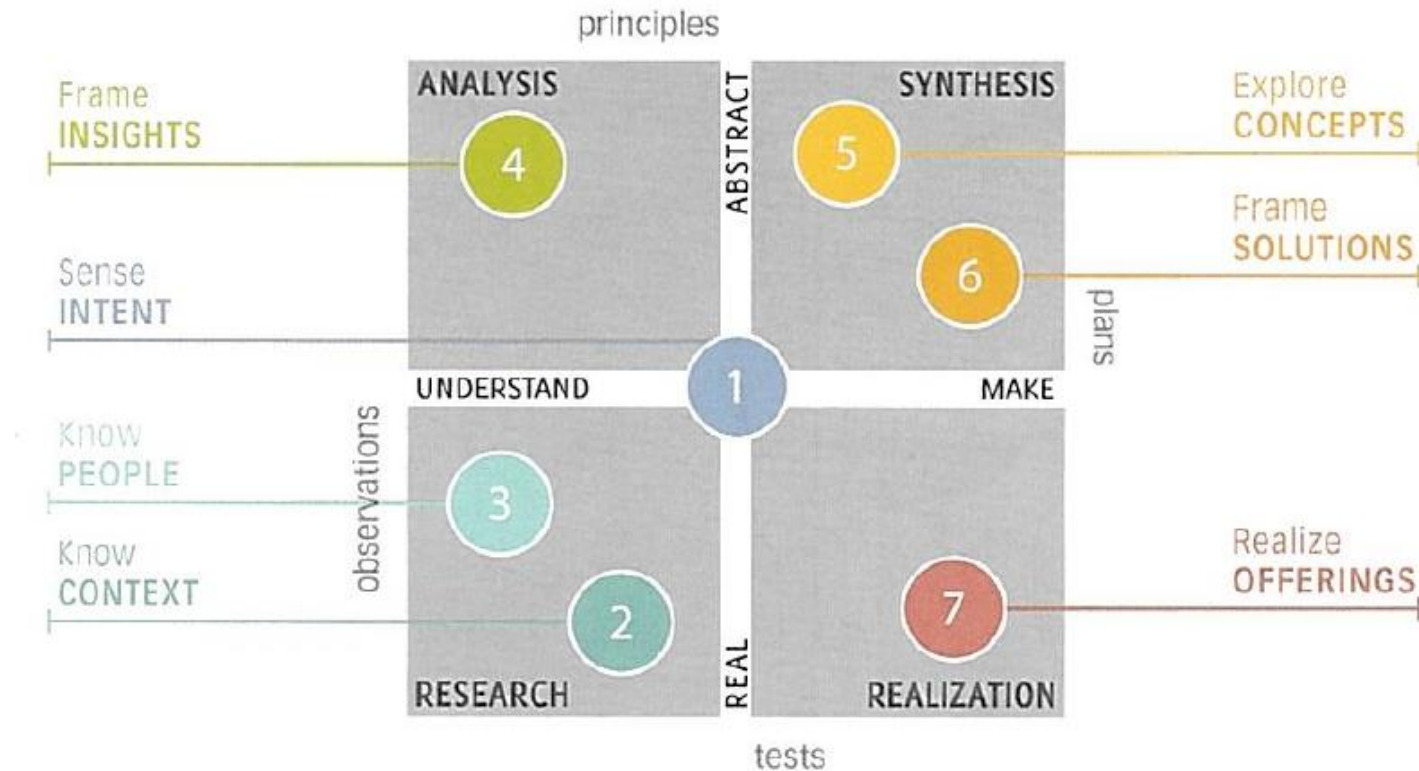 principles
ANALYSIS
SYNTHESIS
ABSTRACT
Frame
INSIGHTS
4
5
Explore
CONCEPTS
6
Frame
SOLUTIONS
plans
Sense
INTENT
1
UNDERSTAND
MAKE
observations
Know
PEOPLE
3
Know
CONTEXT
2
7
Realize
OFFERINGS
REAL
RESEARCH
REALIZATION
tests